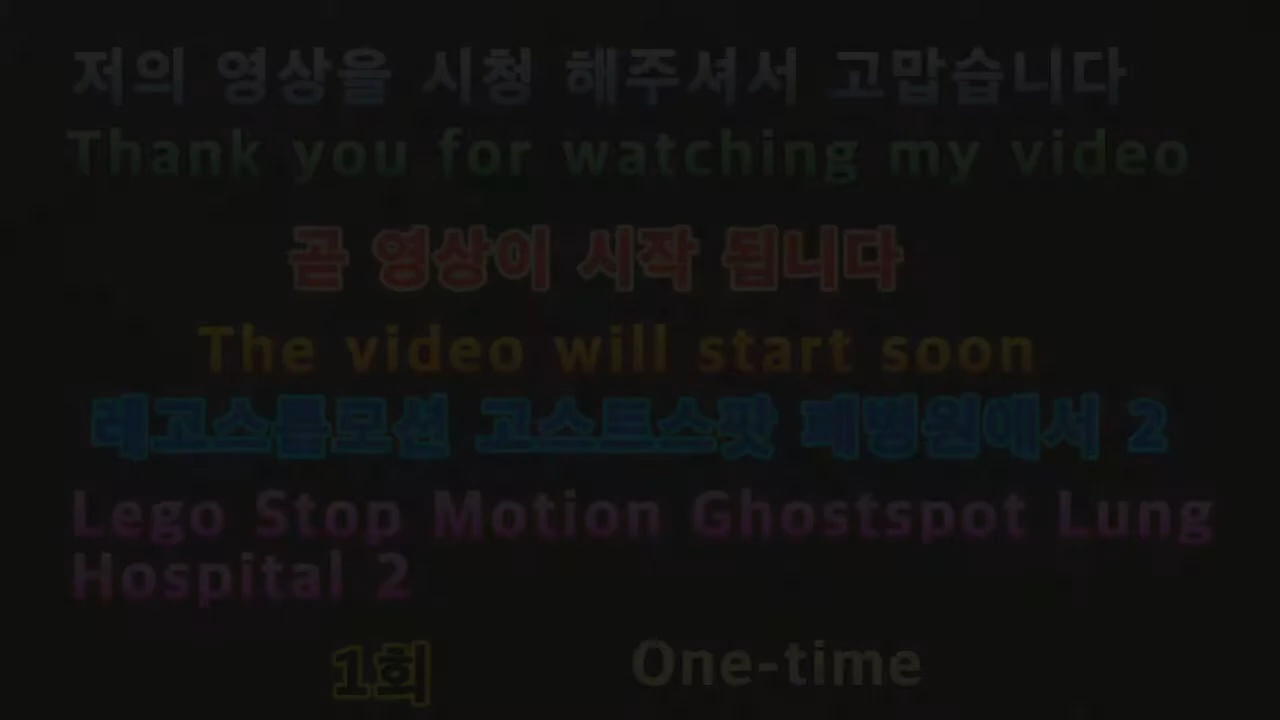 저의 영상을 시청 해주셔서 고맙습니다
Thank you for watching my video
곧 영상이 시작 됩니다
The video will start soon
레고스톱모션 고스트스팟 폐병원에서 2
Lego Stop Motion Ghostspot Lung
Hospital 2
1회 One-time